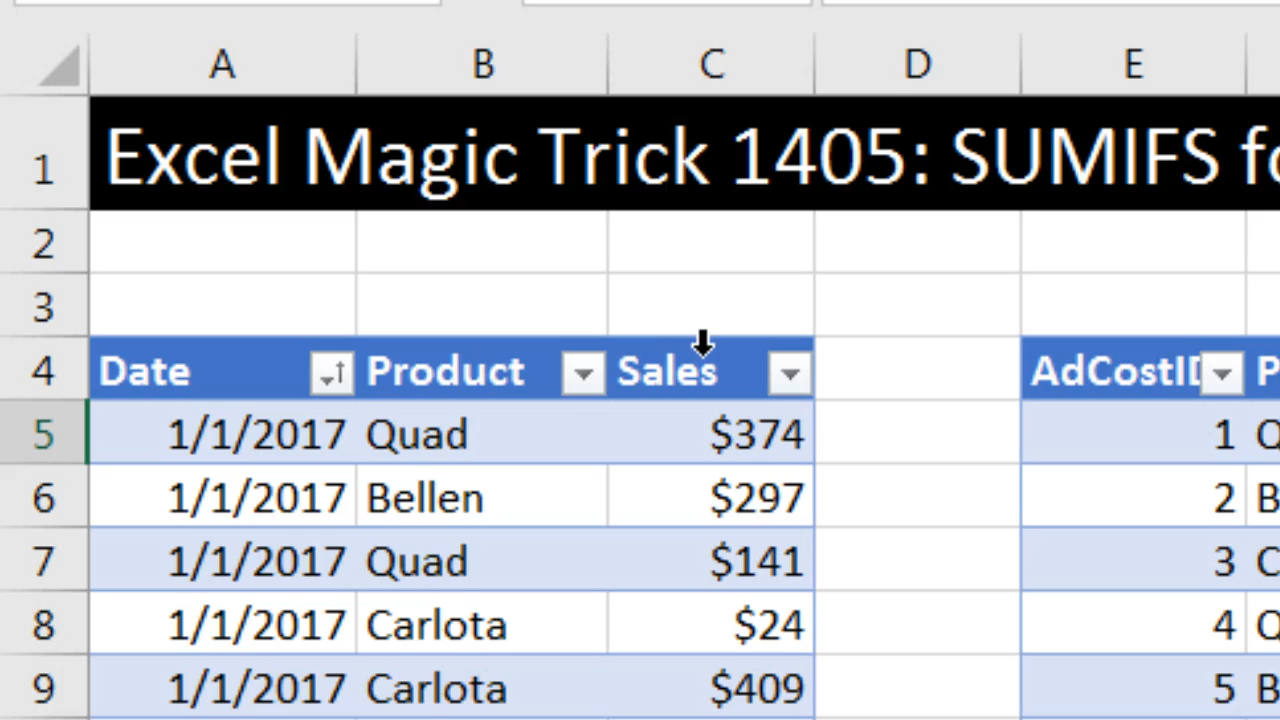 A B C D E
1 Excel Magic Trick 1405: SUMIFS
2
3
4 Date Product Sales AdCostID
5 1/1/2017 Quad $374 1
6 1/1/2017 Bellen $297 2
7 1/1/2017 Quad $141 3
8 1/1/2017 Carlota $24 4
9 1/1/2017 Carlota $409 5